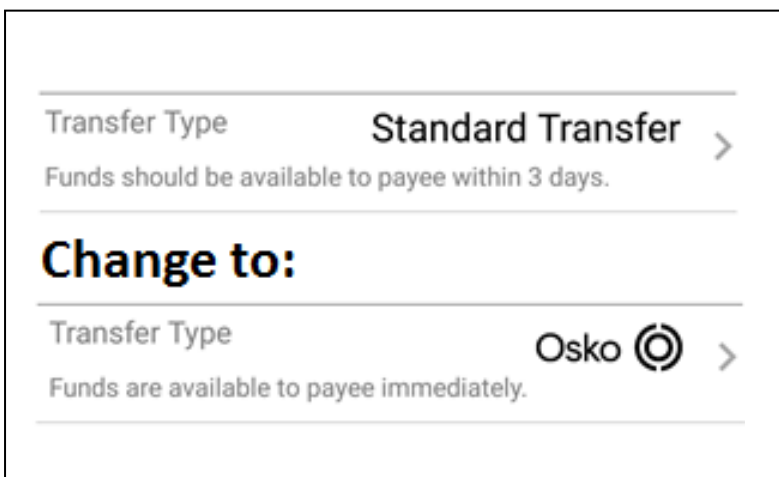 Transfer Type Standard Transfer
Funds should be available to payee within 3 days.
Change to:
Transfer Type Osko
Funds are available to payee immediately.